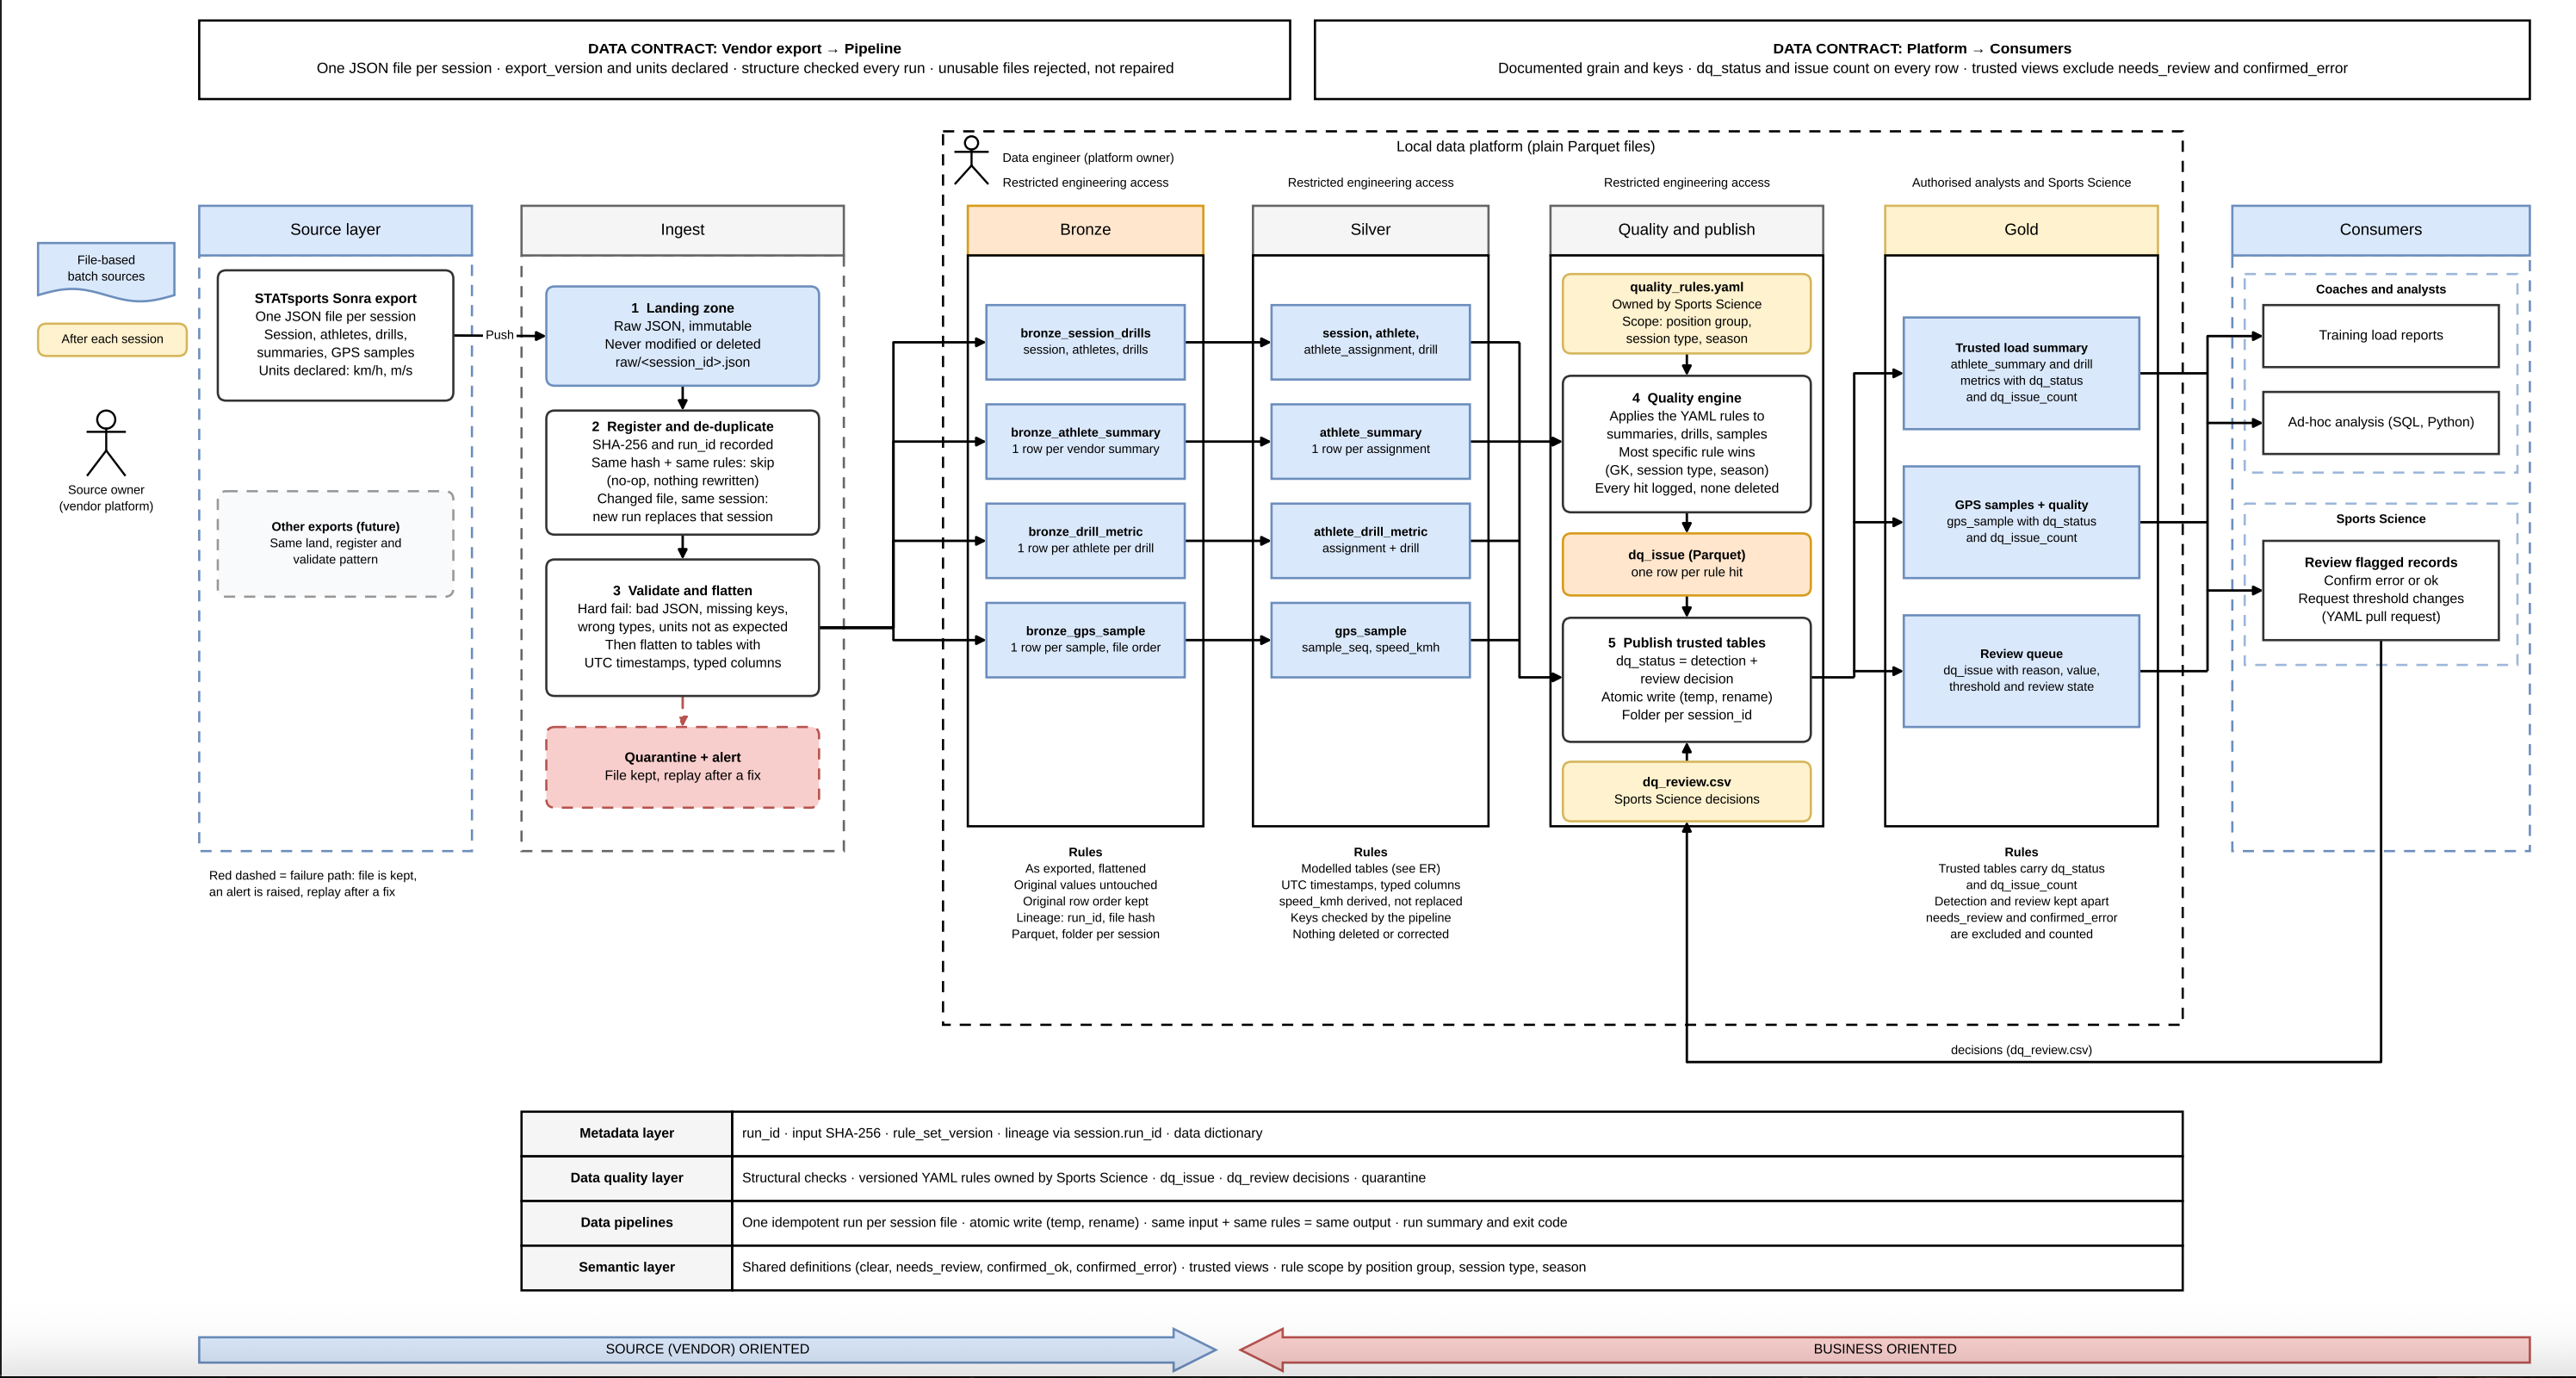 DATA CONTRACT: Vendor export → Pipeline
One JSON file per session · export_version and units declared · structure checked every run · unusable files rejected, not repaired
DATA CONTRACT: Platform → Consumers
Documented grain and keys · dq_status and issue count on every row · trusted views exclude needs_review and confirmed_error
File-based
batch sources
After each session
Source owner
(vendor platform)
Source layer
STATsports Sonra export
One JSON file per session
Session, athletes, drills,
summaries, GPS samples
Units declared: km/h, m/s
Push
Other exports (future)
Same land, register and
validate pattern
Red dashed = failure path: file is kept,
an alert is raised, replay after a fix
Ingest
1 Landing zone
Raw JSON, immutable
Never modified or deleted
raw/<session_id>.json
2 Register and de-duplicate
SHA-256 and run_id recorded
Same hash + same rules: skip
(no-op, nothing rewritten)
Changed file, same session:
new run replaces that session
3 Validate and flatten
Hard fail: bad JSON, missing keys,
wrong types, units not as expected
Then flatten to tables with
UTC timestamps, typed columns
Quarantine + alert
File kept, replay after a fix
Local data platform (plain Parquet files)
Data engineer (platform owner)
Restricted engineering access
Bronze
bronze_session_drills
session, athletes, drills
bronze_athlete_summary
1 row per vendor summary
bronze_drill_metric
1 row per athlete per drill
bronze_gps_sample
1 row per sample, file order
Rules
As exported, flattened
Original values untouched
Original row order kept
Lineage: run_id, file hash
Parquet, folder per session
Restricted engineering access
Silver
session, athlete,
athlete_assignment, drill
athlete_summary
1 row per assignment
athlete_drill_metric
assignment + drill
gps_sample
sample_seq, speed_kmh
Rules
Modelled tables (see ER)
UTC timestamps, typed columns
speed_kmh derived, not replaced
Keys checked by the pipeline
Nothing deleted or corrected
Restricted engineering access
Quality and publish
quality_rules.yaml
Owned by Sports Science
Scope: position group,
session type, season
4 Quality engine
Applies the YAML rules to
summaries, drills, samples
Most specific rule wins
(GK, session type, season)
Every hit logged, none deleted
dq_issue (Parquet)
one row per rule hit
5 Publish trusted tables
dq_status = detection +
review decision
Atomic write (temp, rename)
Folder per session_id
dq_review.csv
Sports Science decisions
Authorised analysts and Sports Science
Gold
Trusted load summary
athlete_summary and drill
metrics with dq_status
and dq_issue_count
GPS samples + quality
gps_sample with dq_status
and dq_issue_count
Review queue
dq_issue with reason, value,
threshold and review state
Rules
Trusted tables carry dq_status
and dq_issue_count
Detection and review kept apart
needs_review and confirmed_error
are excluded and counted
Consumers
Coaches and analysts
Training load reports
Ad-hoc analysis (SQL, Python)
Sports Science
Review flagged records
Confirm error or ok
Request threshold changes
(YAML pull request)
decisions (dq_review.csv)
Metadata layer
run_id · input SHA-256 · rule_set_version · lineage via session.run_id · data dictionary
Data quality layer
Structural checks · versioned YAML rules owned by Sports Science · dq_issue · dq_review decisions · quarantine
Data pipelines
One idempotent run per session file · atomic write (temp, rename) · same input + same rules = same output · run summary and exit code
Semantic layer
Shared definitions (clear, needs_review, confirmed_ok, confirmed_error) · trusted views · rule scope by position group, session type, season
SOURCE (VENDOR) ORIENTED
BUSINESS ORIENTED